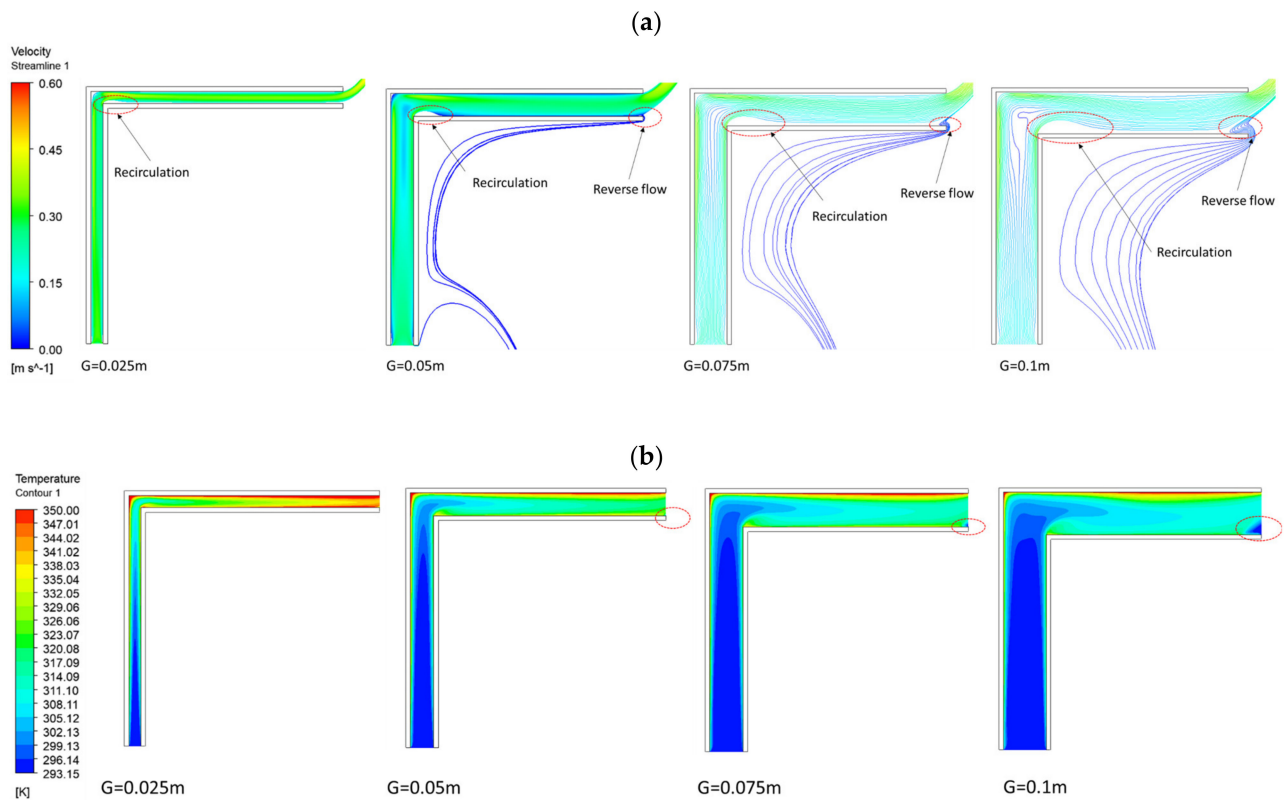 (a)
Velocity
Streamline 1
0.60
0.45
0.30
0.15
0.00
[m s^-1]
Recirculation
Recirculation
Reverse flow
Recirculation
Reverse flow
Recirculation
Reverse flow
G=0.025m
G=0.05m
G=0.075m
G=0.1m
(b)
Temperature
Contour 1
350.00
347.01
344.02
341.02
338.03
335.04
332.05
329.06
326.06
323.07
320.08
317.09
314.09
311.10
308.11
305.12
302.13
299.13
296.14
293.15
[K]
G=0.025m
G=0.05m
G=0.075m
G=0.1m